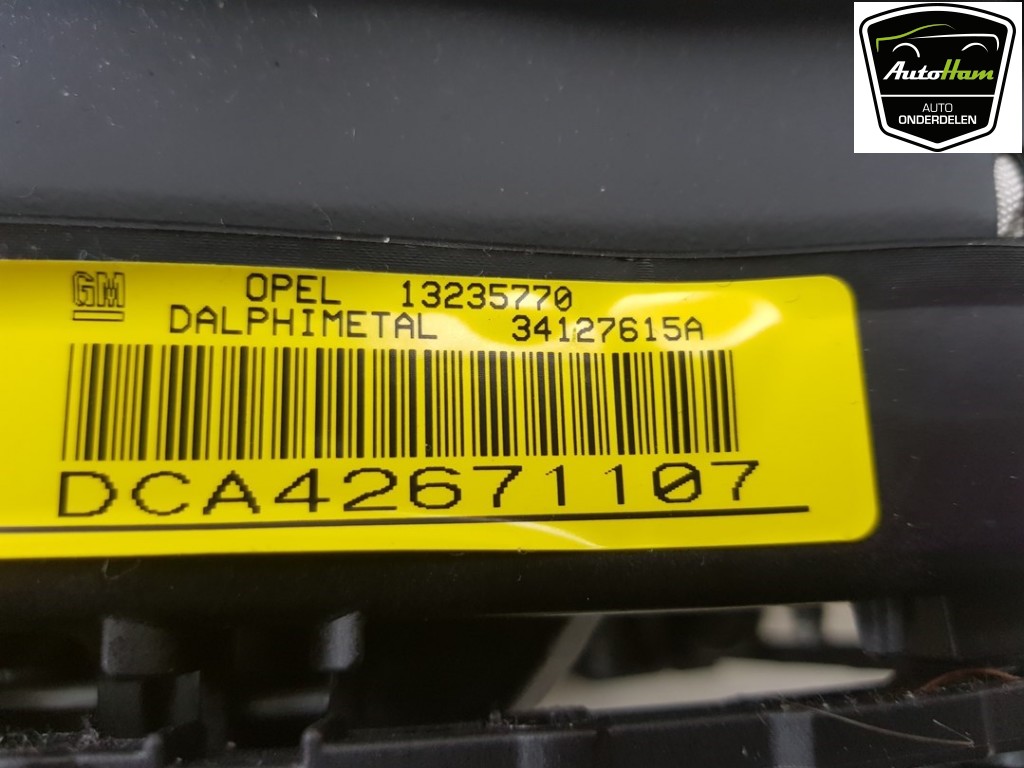 AutoHam
AUTO
ONDERDELEN
GM OPEL 13235770
DALPHIMETAL 34127615A
DCA42671107